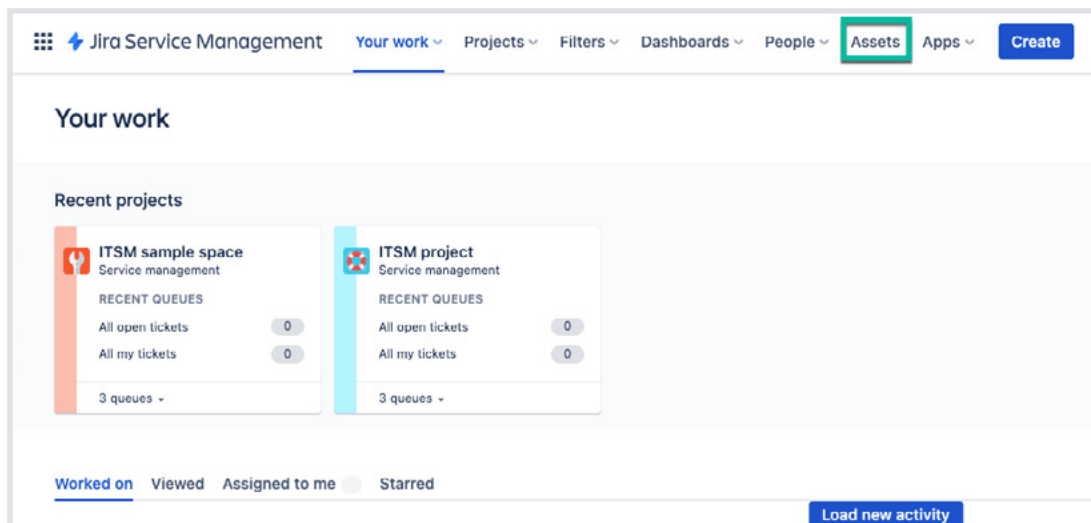 Jira Service Management Your work Projects Filters Dashboards People Assets Apps Create
Your work
Recent projects
ITSM sample space
Service management
RECENT QUEUES
All open tickets 0
All my tickets 0
3 queues
ITSM project
Service management
RECENT QUEUES
All open tickets 0
All my tickets 0
3 queues
Worked on Viewed Assigned to me Starred
Load new activity